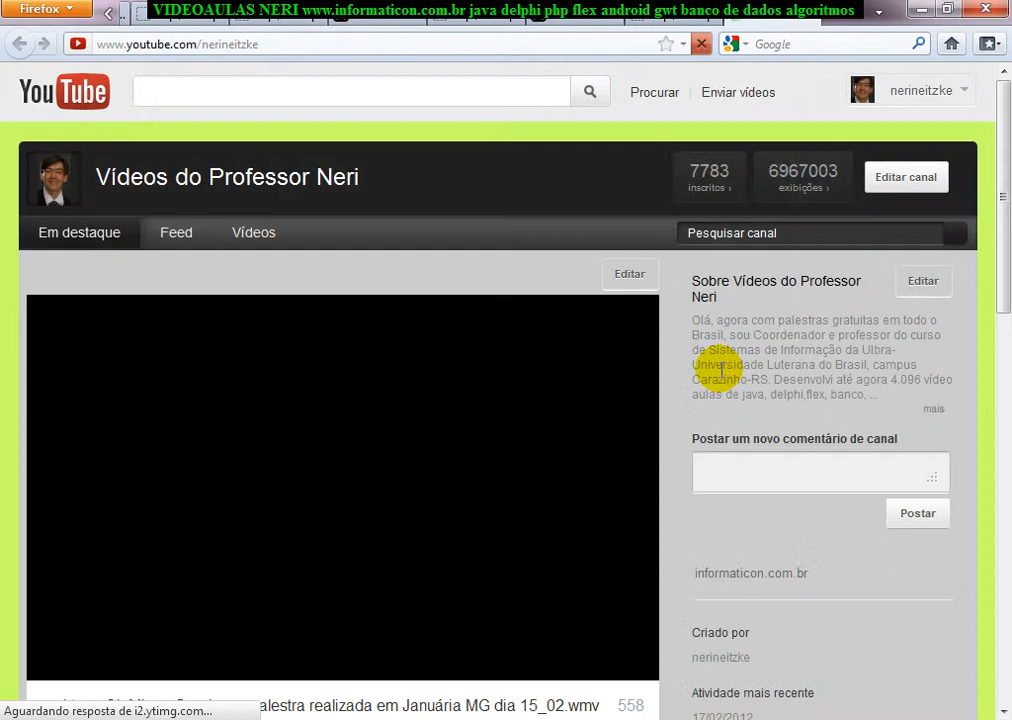 VIDEOAULAS NERI www.informaticon.com.br java delphi php flex android gwt banco de dados algoritmos
Firefox
www.youtube.com/nerineitzke
Google
YouTube
Procurar
Enviar vídeos
nerineitzke
Vídeos do Professor Neri
7783
inscritos ›
6967003
exibições ›
Editar canal
Em destaque
Feed
Vídeos
Pesquisar canal
Editar
Sobre Vídeos do Professor
Neri
Editar
Olá, agora com palestras gratuitas em todo o
Brasil, sou Coordenador e professor do curso
de Sistemas de Informação da Ulbra-
Universidade Luterana do Brasil, campus
Carazinho-RS. Desenvolvi até agora 4.096 vídeo
aulas de java, delphi,flex, banco, ...
mais
Postar um novo comentário de canal
Postar
informaticon.com.br
Criado por
nerineitzke
Atividade mais recente
17/02/2012
palestra realizada em Januária MG dia 15_02.wmv
558
Aguardando resposta de i2.ytimg.com...